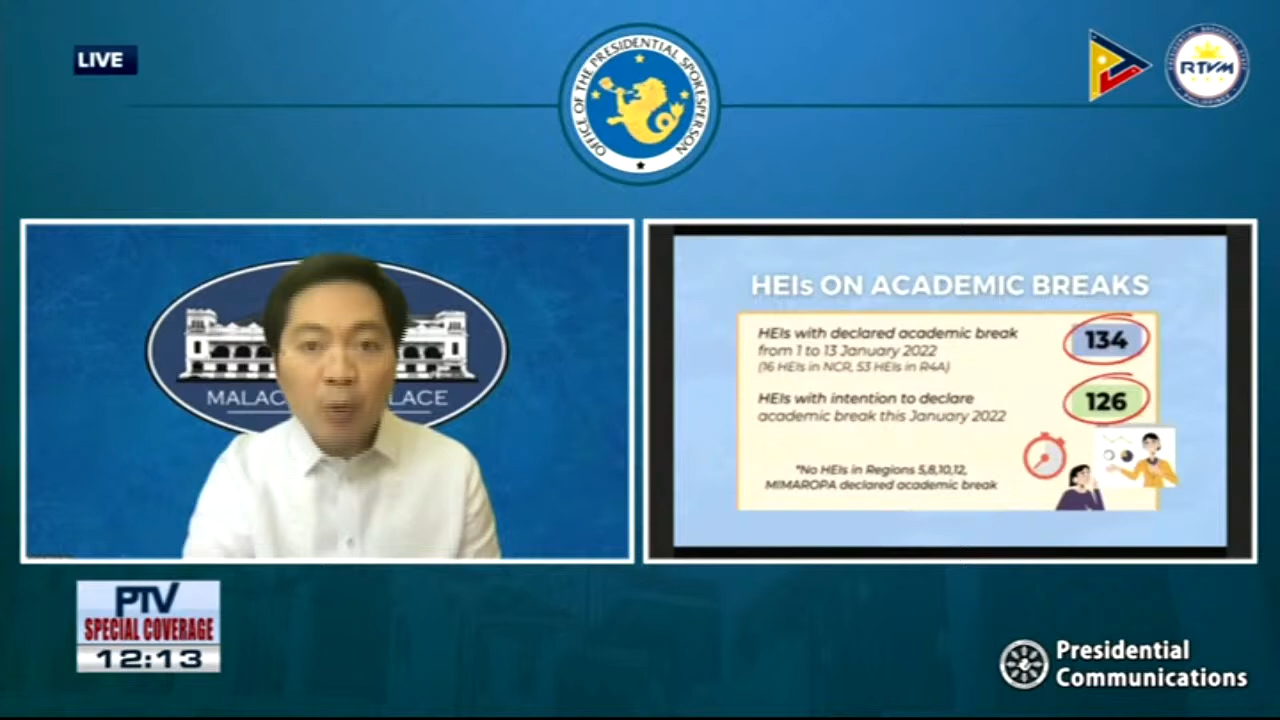 LIVE
OFFICE OF THE PRESIDENTIAL SPOKESPERSON
RTVM
PHILIPPINES
MALAC
LACE
HEIs ON ACADEMIC BREAKS
HEIs with declared academic break
from 1 to 13 January 2022
(16 HEIs in NCR, 53 HEIs in R4A)
134
HEIs with intention to declare
academic break this January 2022
126
*No HEIs in Regions 5,8,10,12,
MIMAROPA declared academic break
PTV
SPECIAL COVERAGE
12:13
Presidential
Communications